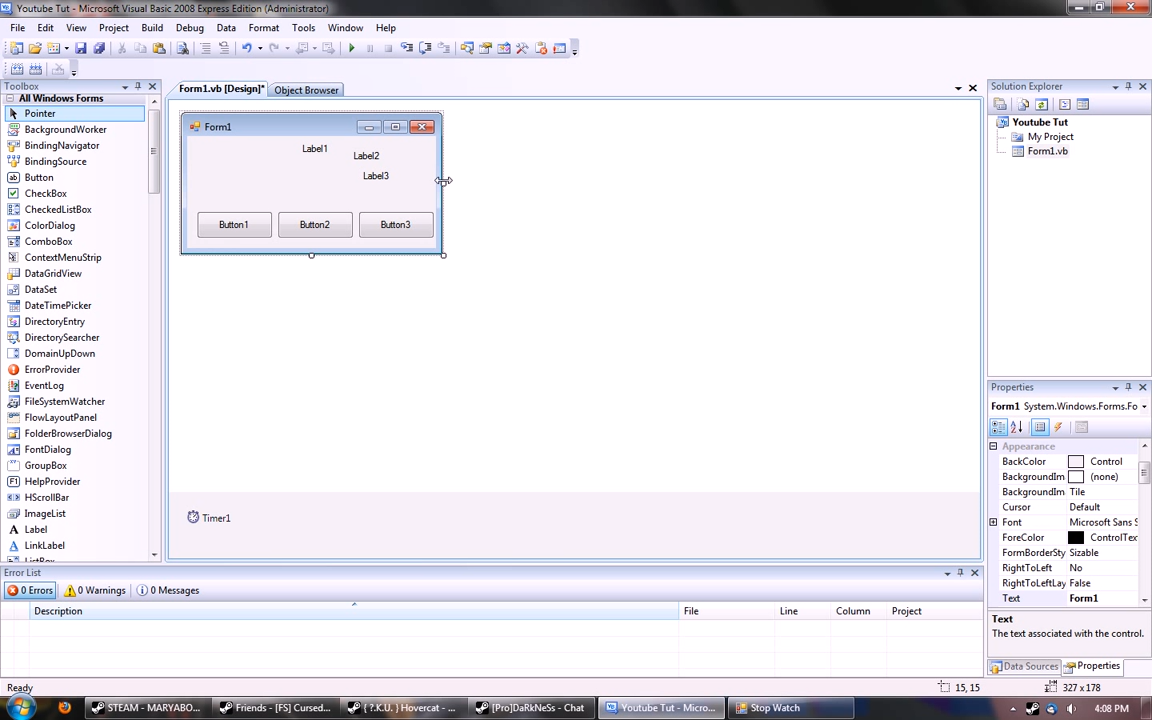 Youtube Tut - Microsoft Visual Basic 2008 Express Edition (Administrator)
File Edit View Project Build Debug Data Format Tools Window Help
Toolbox
All Windows Forms
Pointer
BackgroundWorker
BindingNavigator
BindingSource
Button
CheckBox
CheckedListBox
ColorDialog
ComboBox
ContextMenuStrip
DataGridView
DataSet
DateTimePicker
DirectoryEntry
DirectorySearcher
DomainUpDown
ErrorProvider
EventLog
FileSystemWatcher
FlowLayoutPanel
FolderBrowserDialog
FontDialog
GroupBox
HelpProvider
HScrollBar
ImageList
Label
LinkLabel
ListBox
Form1.vb [Design]* Object Browser
Form1
Label1
Label2
Label3
Button1 Button2 Button3
Timer1
Solution Explorer
Youtube Tut
My Project
Form1.vb
Properties
Form1 System.Windows.Forms.Fo
Appearance
BackColor Control
BackgroundIm (none)
BackgroundIm Tile
Cursor Default
Font Microsoft Sans S
ForeColor ControlText
FormBorderSty Sizable
RightToLeft No
RightToLeftLay False
Text Form1
Text
The text associated with the control.
Data Sources Properties
Error List
0 Errors 0 Warnings 0 Messages
Description File Line Column Project
Ready 15, 15 327 x 178
STEAM - MARYABO... Friends - [FS] Cursed... ( ?.K.U. ) Hovercat - ... [Pro]DaRkNeSs - Chat Youtube Tut - Micro... Stop Watch 4:08 PM